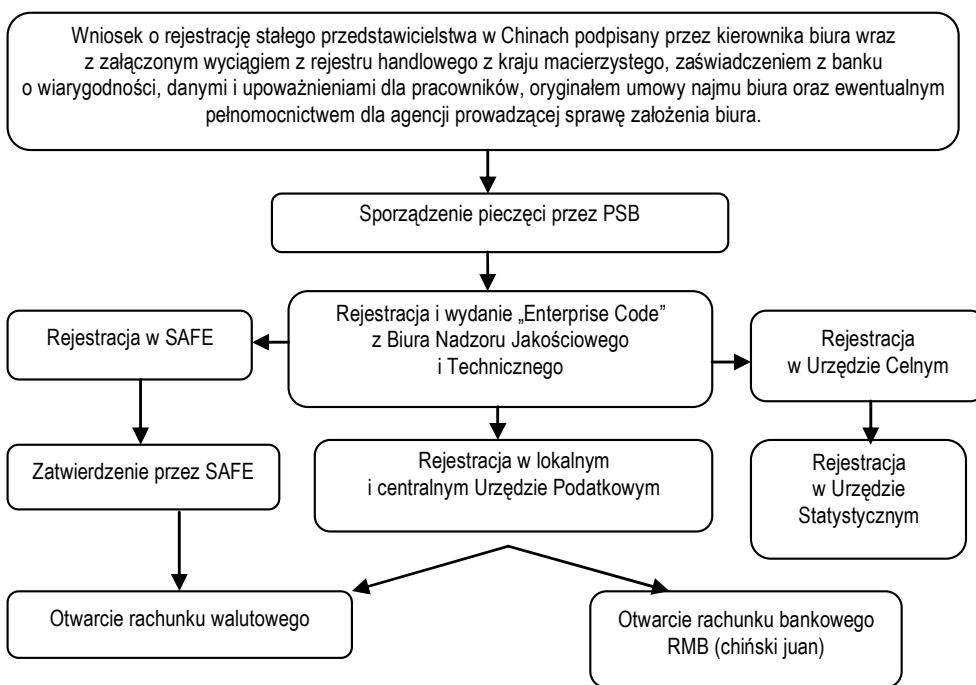 Wniosek o rejestrację stałego przedstawicielstwa w Chinach podpisany przez kierownika biura wraz
z załączonym wyciągiem z rejestru handlowego z kraju macierzystego, zaświadczeniem z banku
o wiarygodności, danymi i upoważnieniami dla pracowników, oryginałem umowy najmu biura oraz ewentualnym
pełnomocnictwem dla agencji prowadzącej sprawę założenia biura.
Sporządzenie pieczęci przez PSB
Rejestracja w SAFE
Rejestracja i wydanie „Enterprise Code”
z Biura Nadzoru Jakościowego
i Technicznego
Rejestracja
w Urzędzie Celnym
Zatwierdzenie przez SAFE
Rejestracja w lokalnym
i centralnym Urzędzie Podatkowym
Rejestracja
w Urzędzie
Statystycznym
Otwarcie rachunku walutowego
Otwarcie rachunku bankowego
RMB (chiński juan)